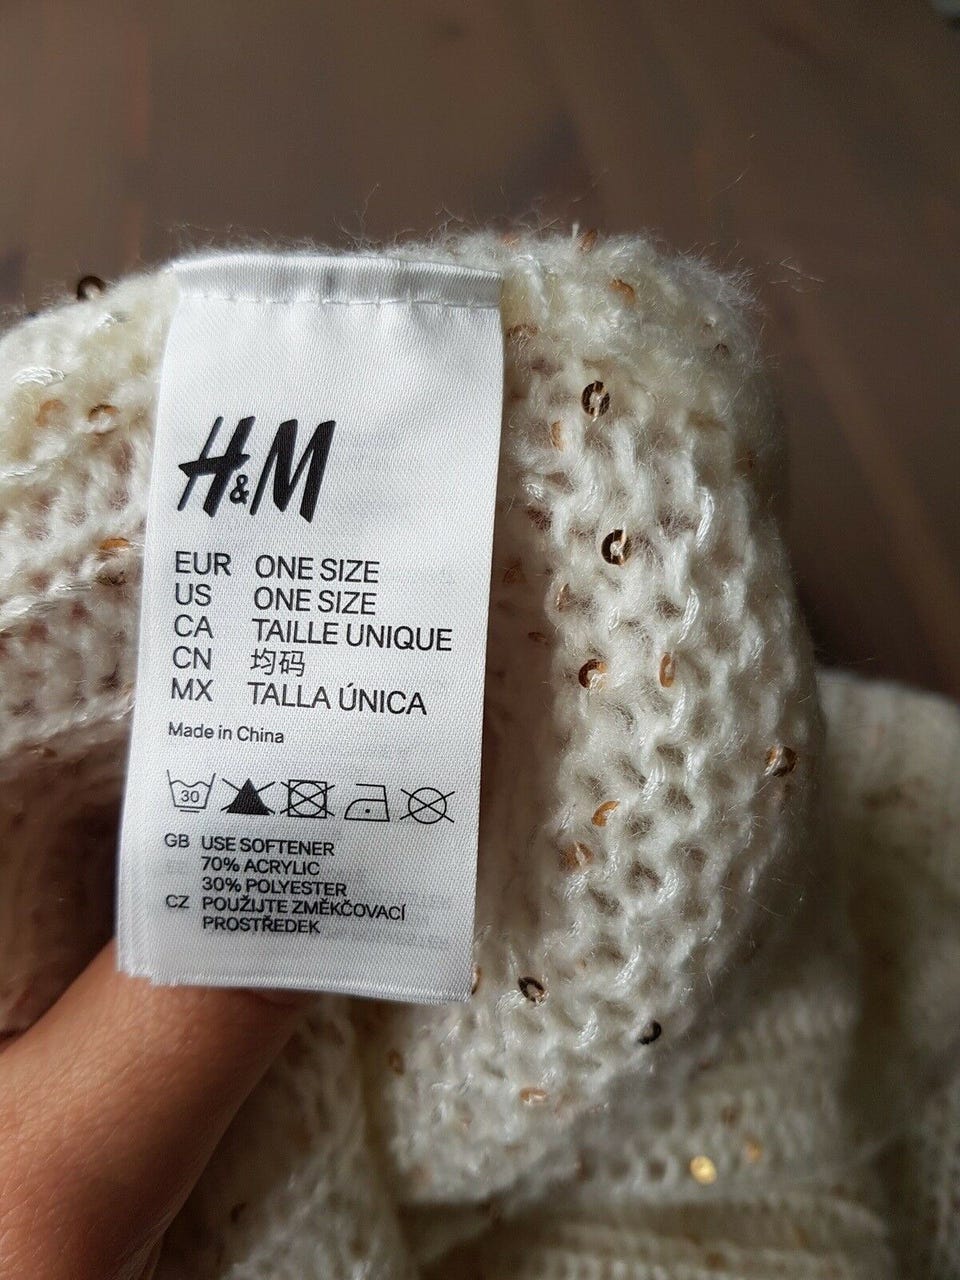 H&M
EUR ONE SIZE
US ONE SIZE
CA TAILLE UNIQUE
CN 均码
MX TALLA ÚNICA
Made in China
30
GB USE SOFTENER
70% ACRYLIC
30% POLYESTER
CZ POUŽIJTE ZMĚKČOVACÍ
PROSTŘEDEK